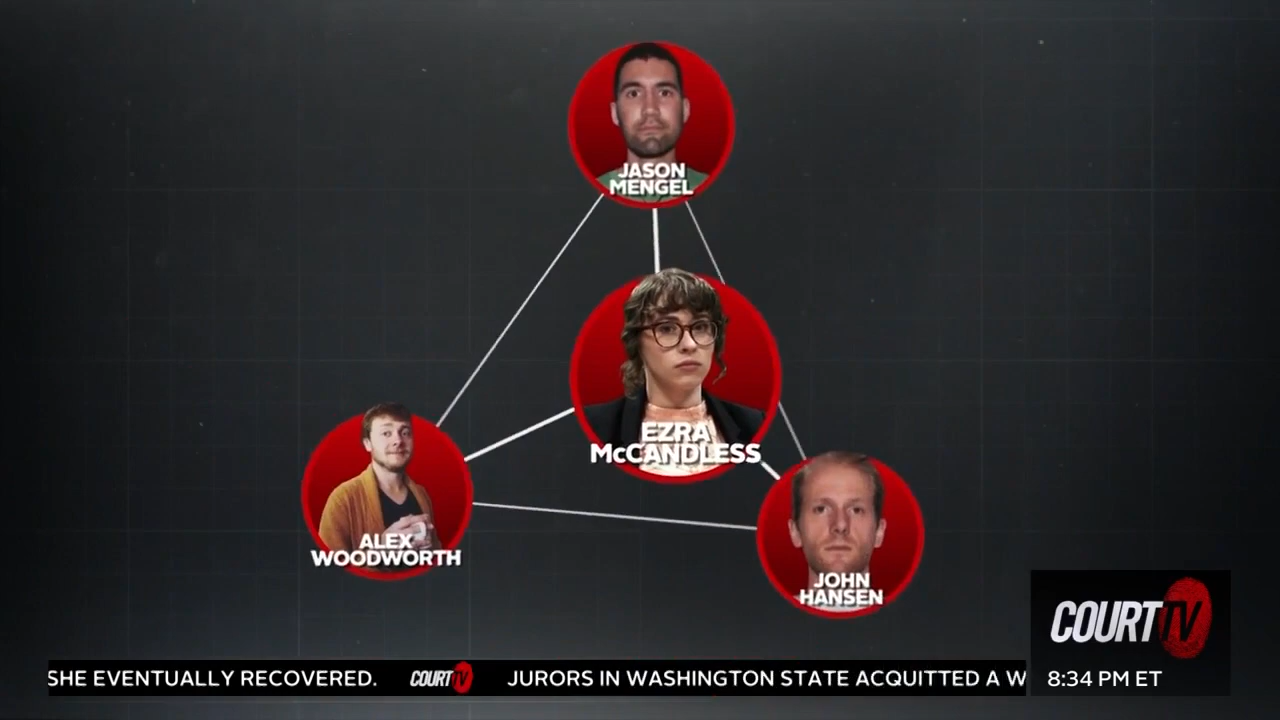 JASON
MENGEL
EZRA
McCANDLESS
ALEX
WOODWORTH
JOHN
HANSEN
COURT TV
SHE EVENTUALLY RECOVERED. COURT TV JURORS IN WASHINGTON STATE ACQUITTED A W
8:34 PM ET